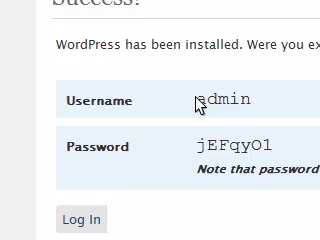 Success!
WordPress has been installed. Were you ex
Username admin
Password jEFqyO1
Note that password
Log In